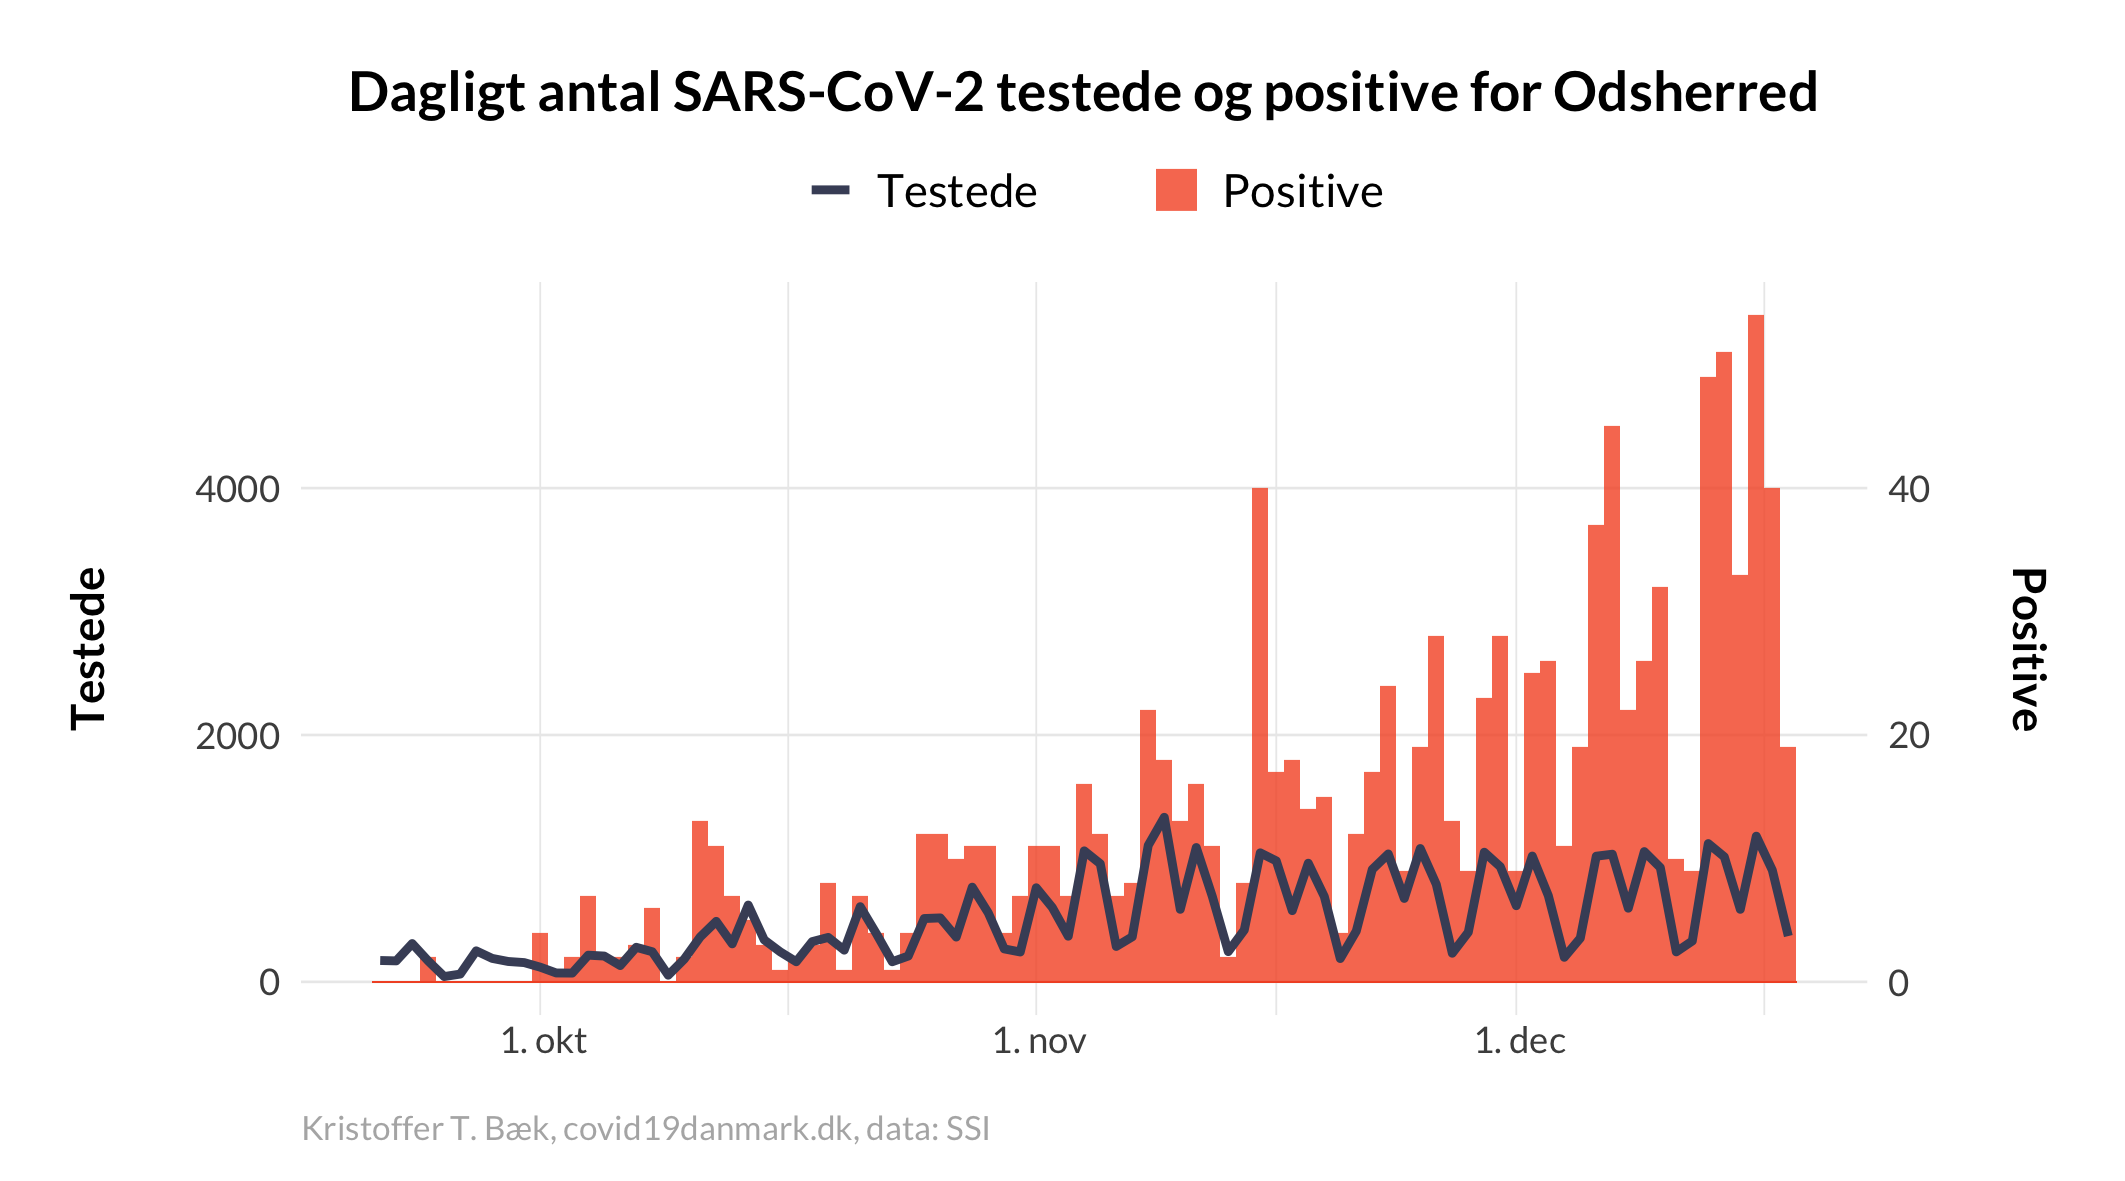 Dagligt antal SARS-CoV-2 testede og positive for Odsherred
Testede
Positive
4000
2000
0
40
20
0
Testede
Positive
1. okt
1. nov
1. dec
Kristoffer T. Bæk, covid19danmark.dk, data: SSI